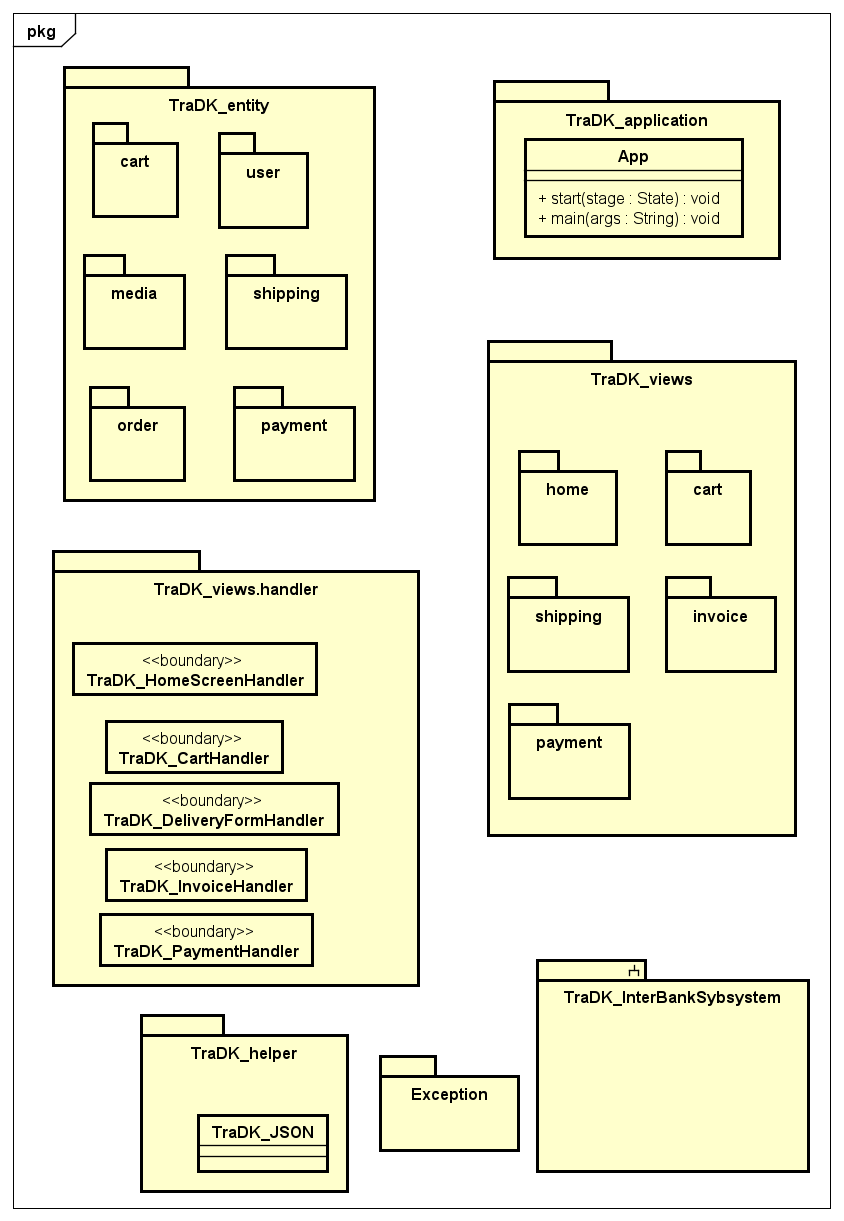 pkg
TraDK_entity
cart
user
media
shipping
order
payment
TraDK_application
App
+ start(stage : State) : void
+ main(args : String) : void
TraDK_views
home
cart
shipping
invoice
payment
TraDK_views.handler
<<boundary>>
TraDK_HomeScreenHandler
<<boundary>>
TraDK_CartHandler
<<boundary>>
TraDK_DeliveryFormHandler
<<boundary>>
TraDK_InvoiceHandler
<<boundary>>
TraDK_PaymentHandler
TraDK_InterBankSybsystem
TraDK_helper
TraDK_JSON
Exception